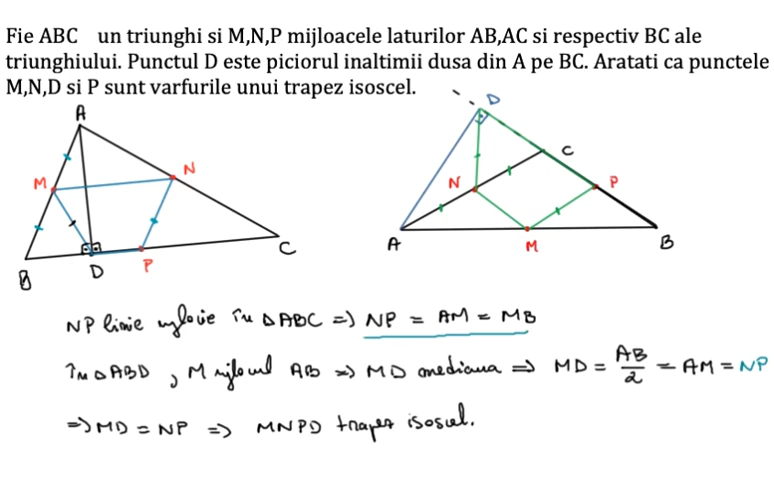 Fie ABC un triunghi si M,N,P mijloacele laturilor AB,AC si respectiv BC ale
triunghiului. Punctul D este piciorul inaltimii dusa din A pe BC. Aratati ca punctele
M,N,D si P sunt varfurile unui trapez isoscel.
A
M
N
B
D
P
C
D
C
N
P
A
M
B
NP linie mijlocie în ΔABC => NP = AM = MB
În ΔABD , M mijlocul AB => MD mediana => MD = AB/2 = AM = NP
=> MD = NP => MNPD trapez isoscel.